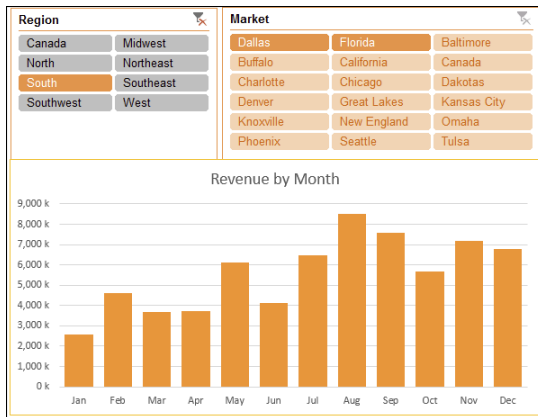 Region
Canada Midwest
North Northeast
South Southeast
Southwest West
Market
Dallas Florida Baltimore
Buffalo California Canada
Charlotte Chicago Dakotas
Denver Great Lakes Kansas City
Knoxville New England Omaha
Phoenix Seattle Tulsa
Revenue by Month
9,000 k
8,000 k
7,000 k
6,000 k
5,000 k
4,000 k
3,000 k
2,000 k
1,000 k
0 k
Jan Feb Mar Apr May Jun Jul Aug Sep Oct Nov Dec